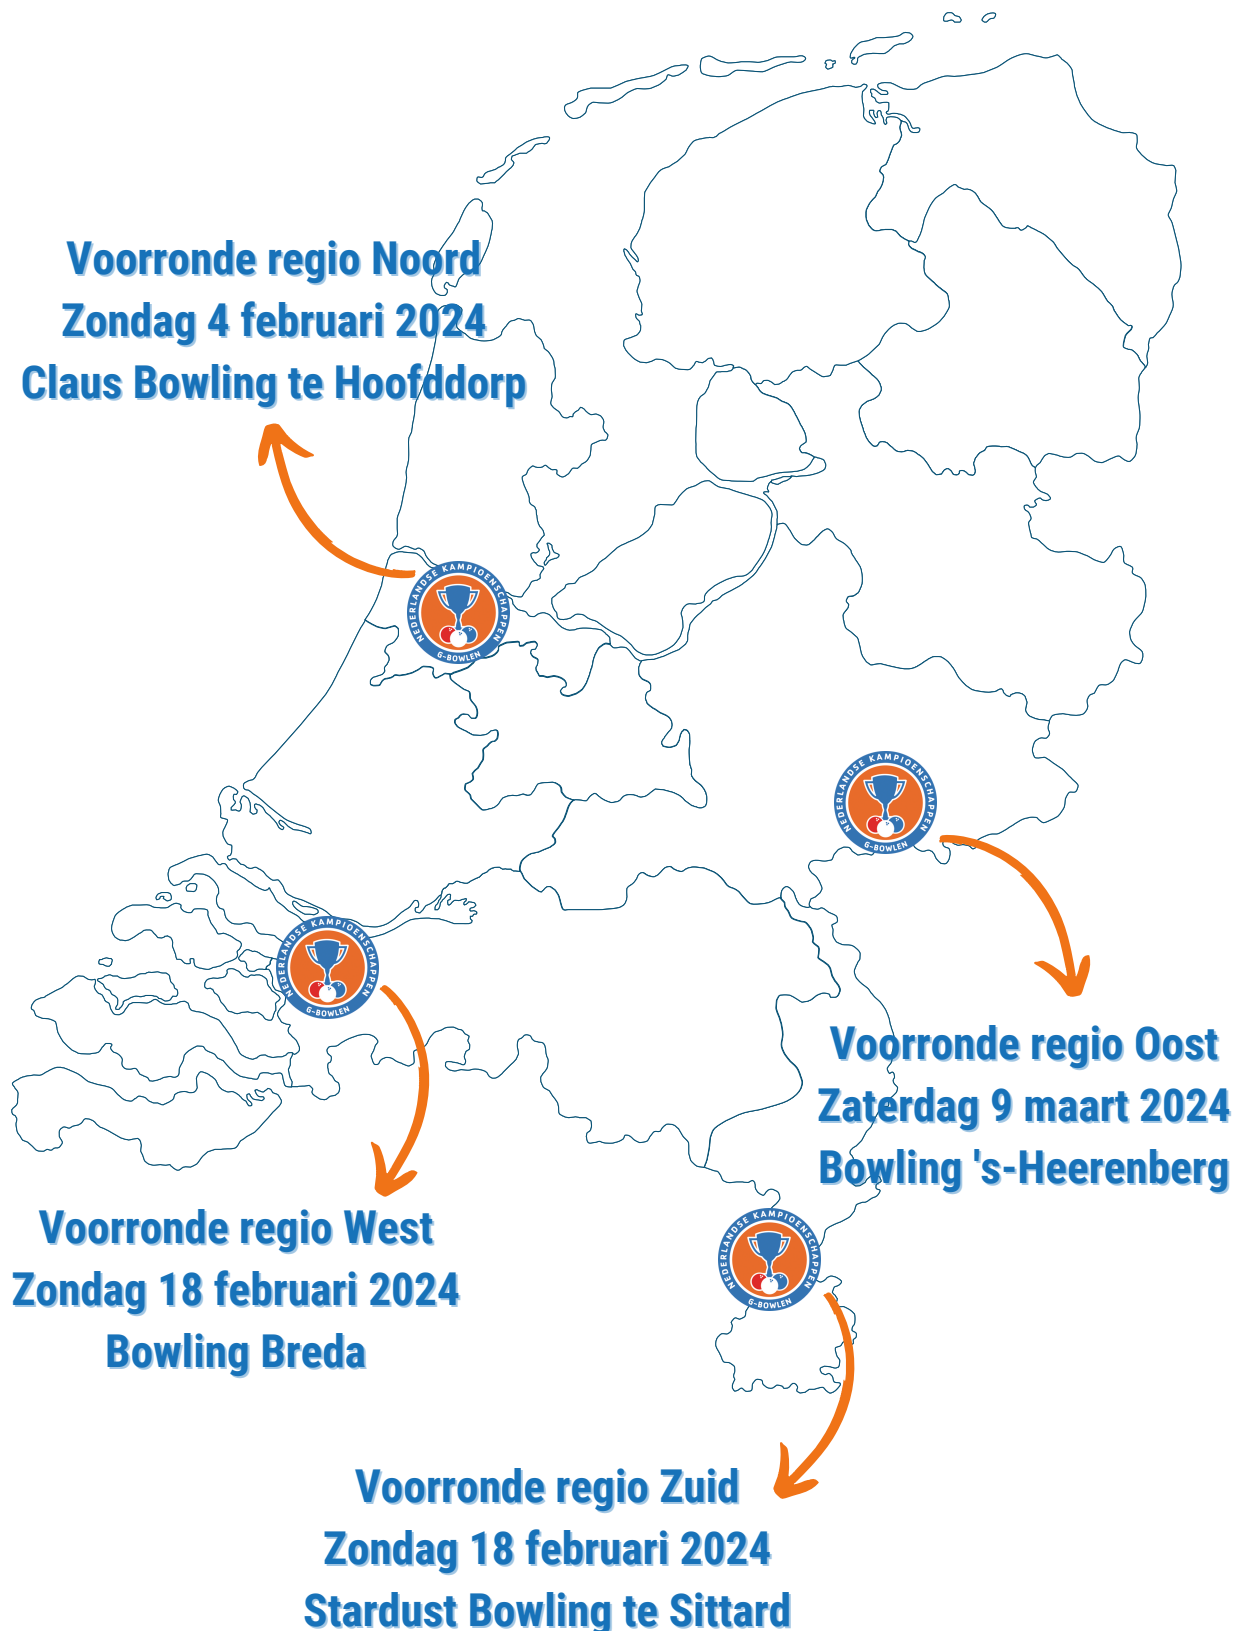 Voorronde regio Noord
Zondag 4 februari 2024
Claus Bowling te Hoofddorp
NEDERLANDSE KAMPIOENSCHAPPEN
G-BOWLEN
NEDERLANDSE KAMPIOENSCHAPPEN
G-BOWLEN
Voorronde regio Oost
Zaterdag 9 maart 2024
Bowling 's-Heerenberg
NEDERLANDSE KAMPIOENSCHAPPEN
G-BOWLEN
Voorronde regio West
Zondag 18 februari 2024
Bowling Breda
NEDERLANDSE KAMPIOENSCHAPPEN
G-BOWLEN
Voorronde regio Zuid
Zondag 18 februari 2024
Stardust Bowling te Sittard